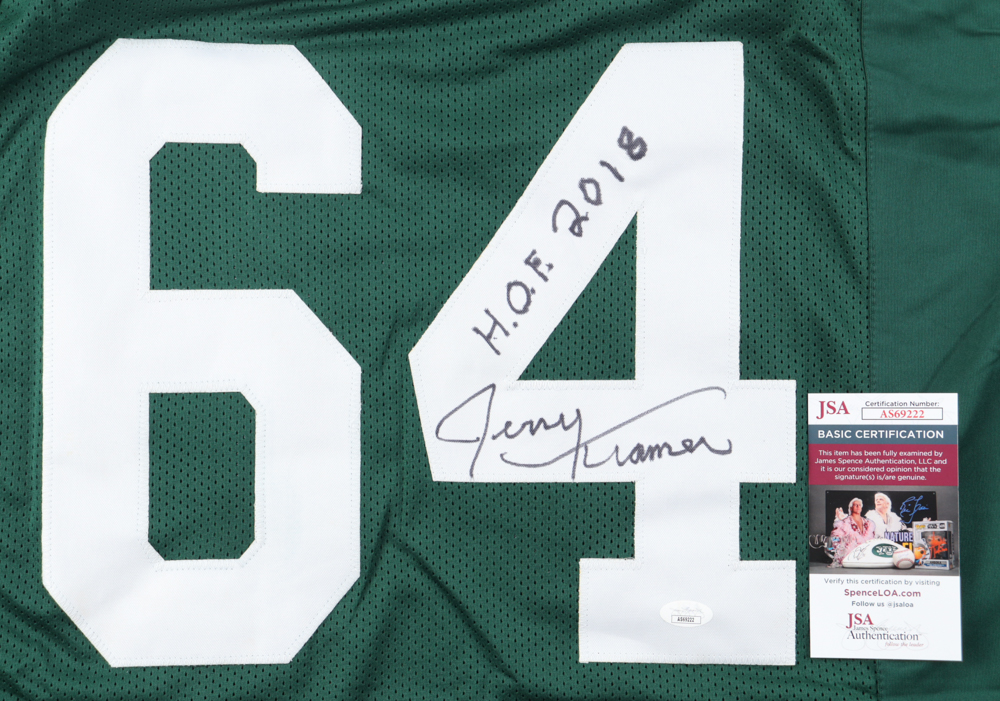 64
H.O.F. 2018
Jerry Kramer
AS69222
JSA
Certification Number:
AS69222
BASIC CERTIFICATION
This item has been fully examined by
James Spence Authentication, LLC and
it is our considered opinion that the
signature(s) is/are genuine.
Verify this certification by visiting
SpenceLOA.com
Follow us @jsaloa
JSA
James Spence
Authentication